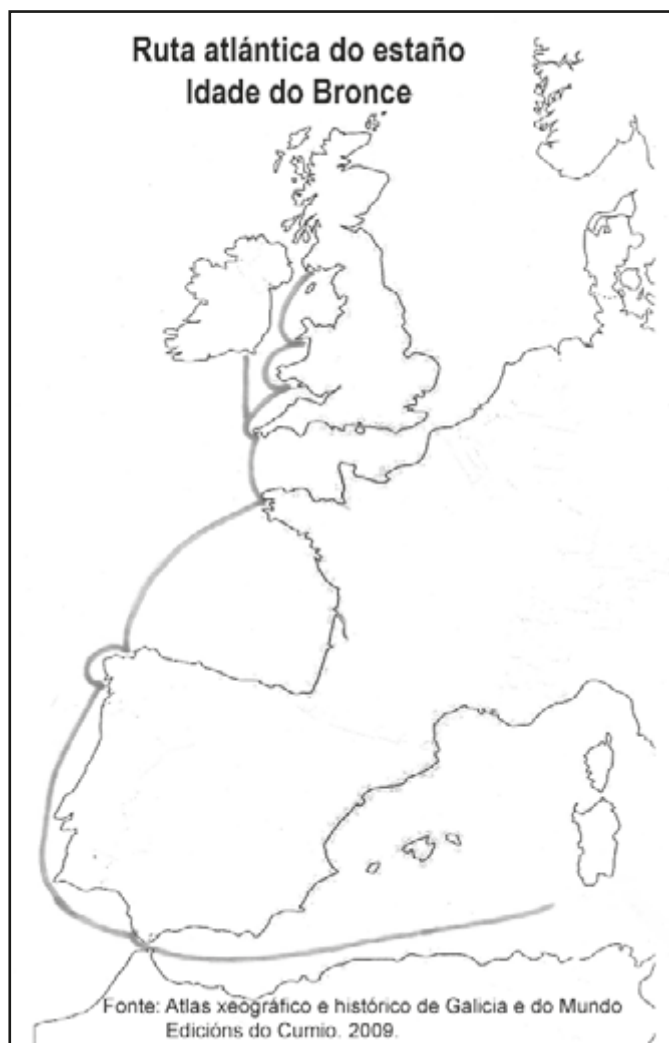 Ruta atlántica do estaño
Idade do Bronce
Fonte: Atlas xeográfico e histórico de Galicia e do Mundo
Edicións do Cumio. 2009.